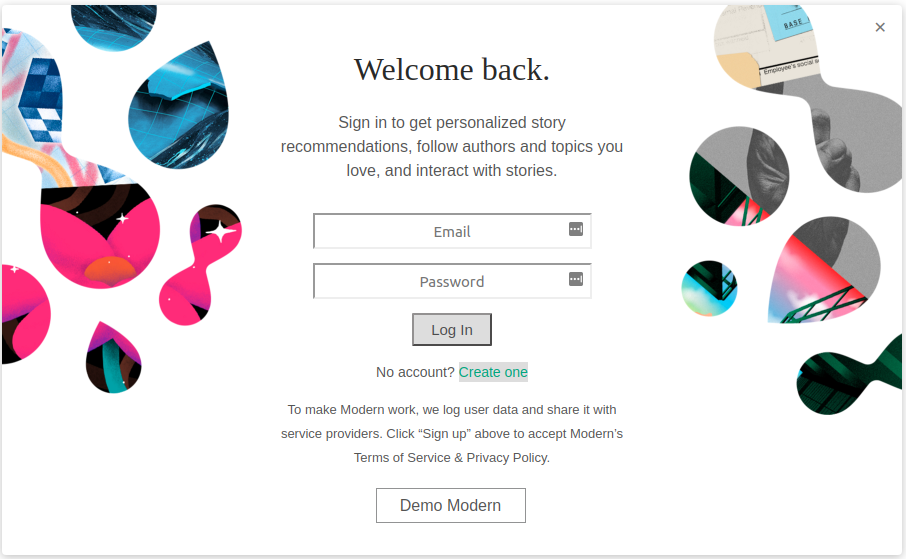 BASE
Employee's social s
×
Welcome back.
Sign in to get personalized story
recommendations, follow authors and topics you
love, and interact with stories.
Email
Password
Log In
No account? Create one
To make Modern work, we log user data and share it with
service providers. Click “Sign up” above to accept Modern's
Terms of Service & Privacy Policy.
Demo Modern